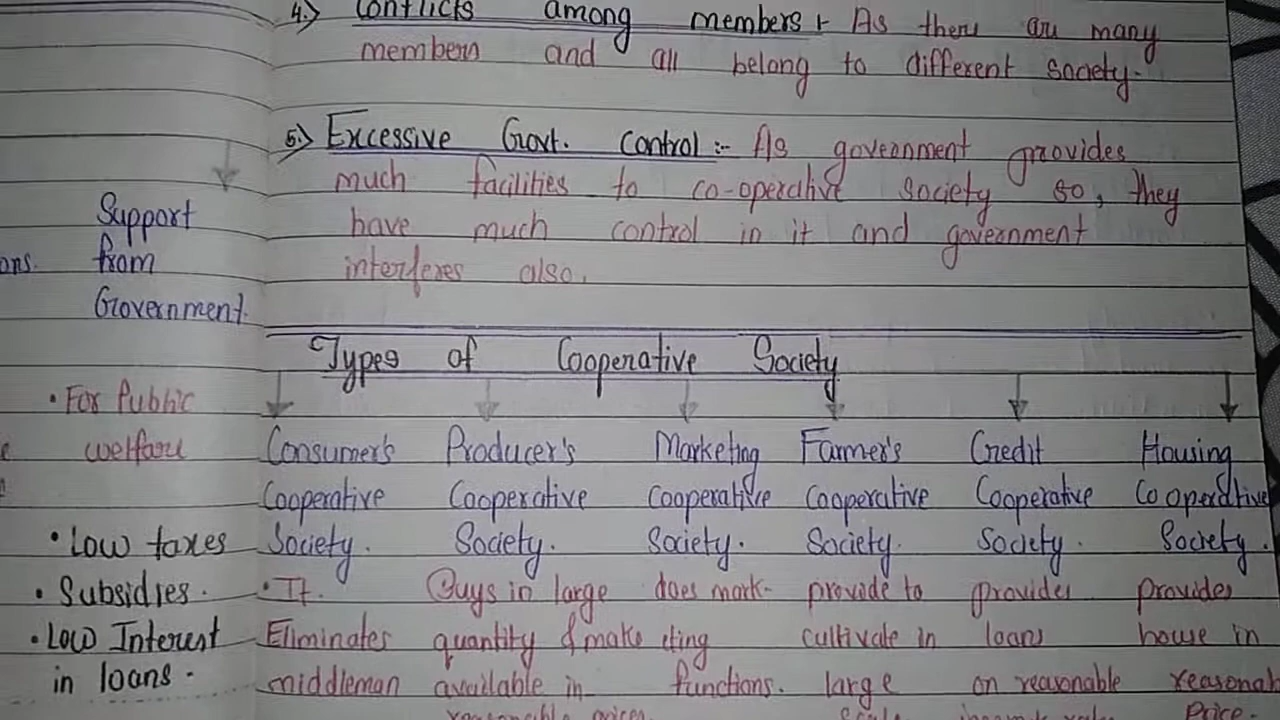 4.) Conflicts among members :- As there are many
members and all belong to different society.
5.) Excessive Govt. Control :- As government provides
much facilities to co-operative society so, they
have much control in it and government
interferes also.
Support
from
Government.
ons.
• For Public
welfare
• Low taxes
• Subsidies.
• Low Interest
in loans.
Types of Cooperative Society
Consumer's Producer's Marketing Farmer's Credit Housing
Cooperative Cooperative Cooperative Cooperative Cooperative Cooperative
Society. Society. Society. Society. Society. Society.
• It. Buys in large does mark- provide to provides provides
Eliminates quantity & make eting cultivate in loans house in
middleman available in functions. large on reasonable reasonabl
reasonable prices. Scale Price.